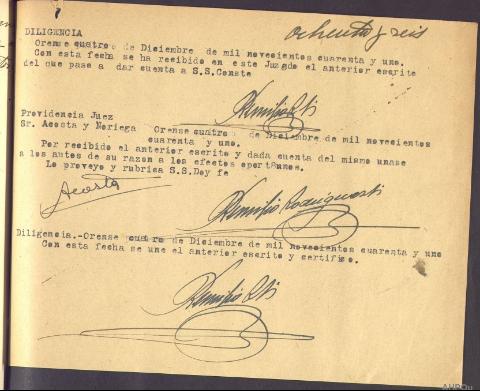 ochenta y seis
DILIGENCIA
Orense cuatro de Diciembre de mil novecientos cuarenta y uno.
Con esta fecha se ha recibido en este Juzgdo el anterior escrito
del que paso a dar cuenta a S.S.Conste
Providencia Juez
Sr. Acosta y Noriega Orense cuatro de Diciembre de mil novecientos
cuarenta y uno.
Por recibido el anterior escrito y dada cuenta del mismo unase
a los autos de su razon a los efectos oport8unos.
Lo proveyo y rubrica S.S.Doy fe
Acosta
Diligencia.-Orense cuatro de Diciembre de mil novecientos cuarenta y uno
Con esta fecha se une el anterior escrito y certifico.
AHPOu